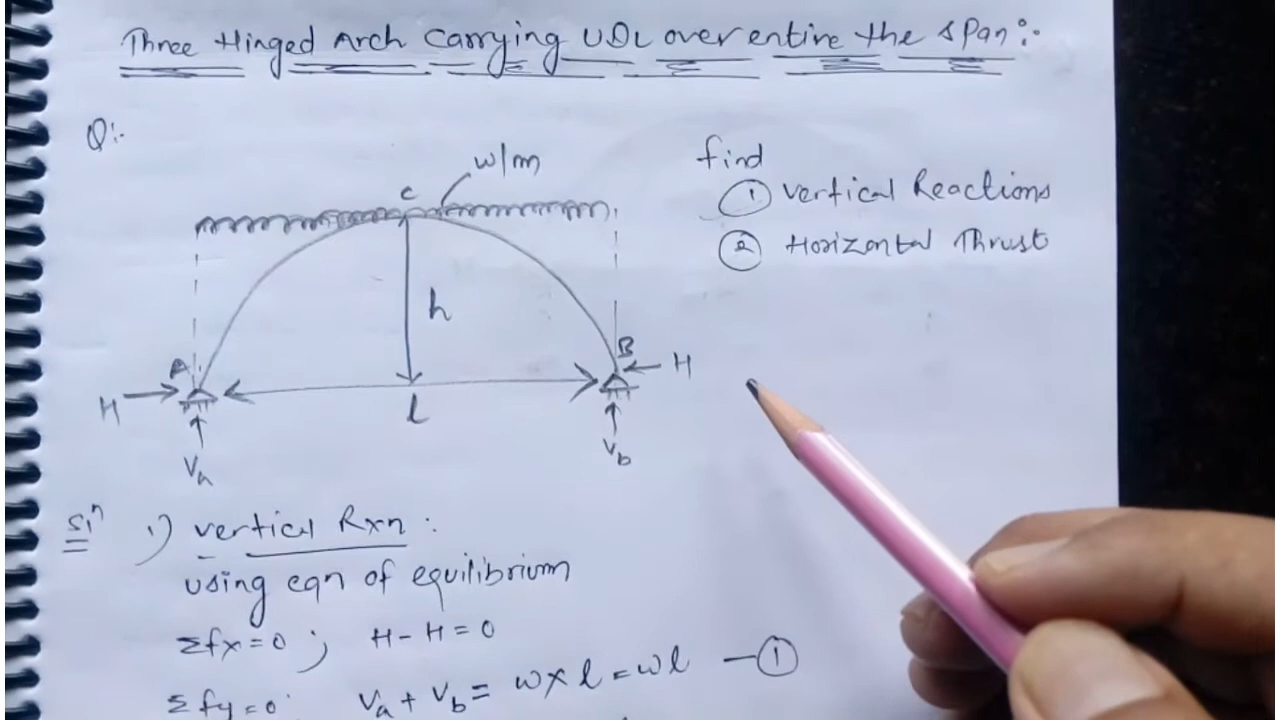 Three Hinged Arch Carrying UDL over entire the span :-
Q:-
w/m
C
h
A
B
H
H
l
Va
Vb
find
① Vertical Reactions
② Horizontal Thrust
Sln 1) vertical Rxn :
using eqn of equilibrium
Σfx = 0 ; H - H = 0
Σfy = 0 Va + Vb = w x l = wl — ①